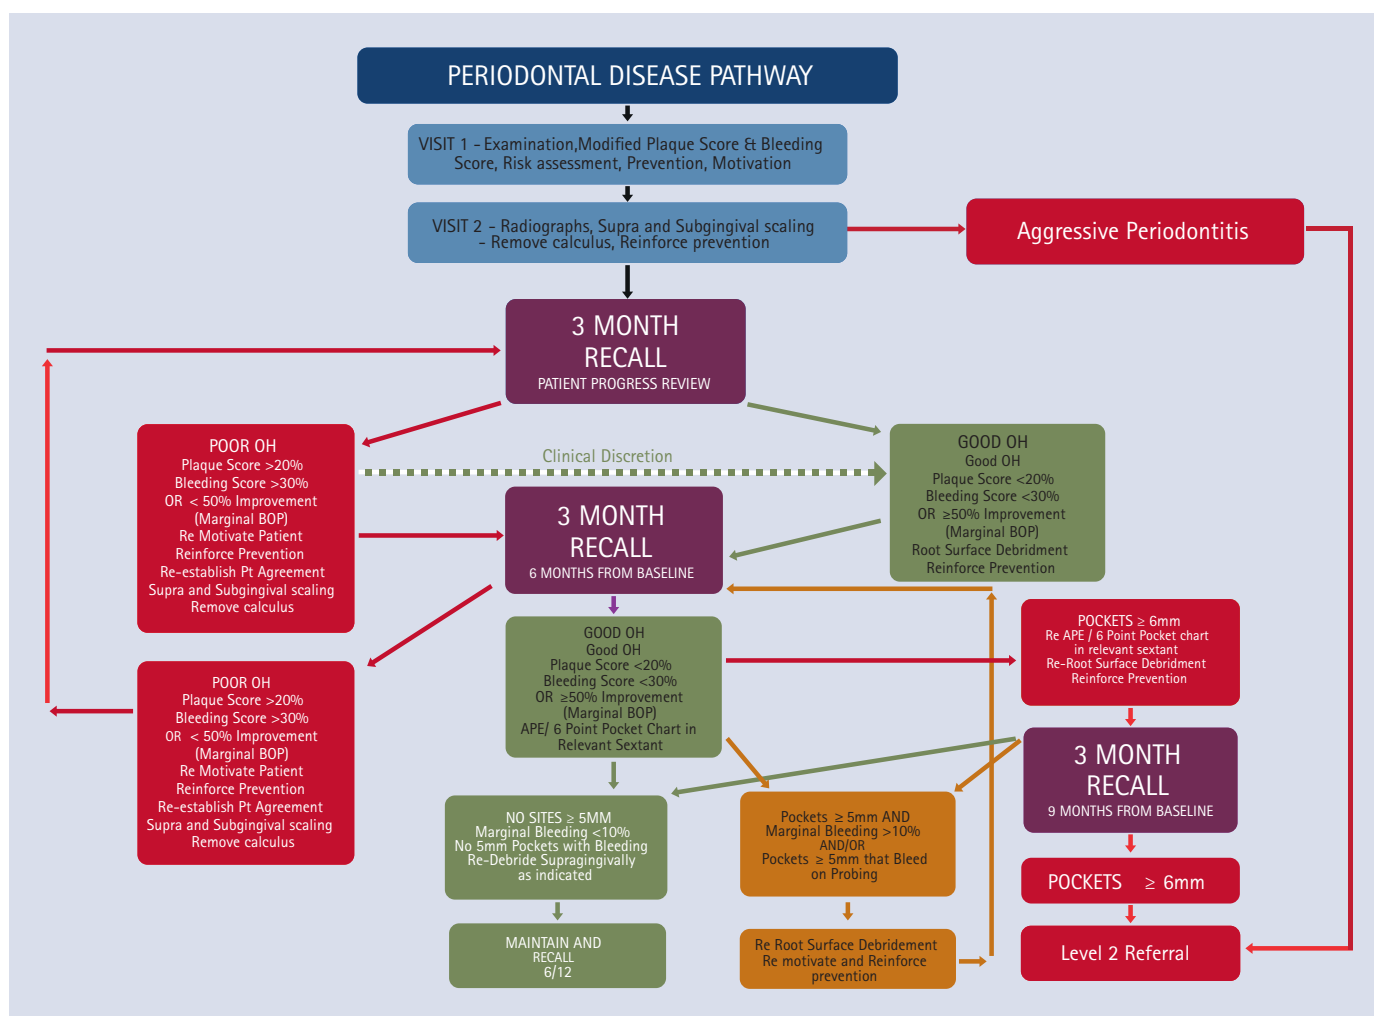 PERIODONTAL DISEASE PATHWAY
VISIT 1 - Examination,Modified Plaque Score & Bleeding
Score, Risk assessment, Prevention, Motivation
VISIT 2 - Radiographs, Supra and Subgingival scaling
- Remove calculus, Reinforce prevention
Aggressive Periodontitis
3 MONTH
RECALL
PATIENT PROGRESS REVIEW
POOR OH
Plaque Score >20%
Bleeding Score >30%
OR < 50% Improvement
(Marginal BOP)
Re Motivate Patient
Reinforce Prevention
Re-establish Pt Agreement
Supra and Subgingival scaling
Remove calculus
Clinical Discretion
GOOD OH
Good OH
Plaque Score <20%
Bleeding Score <30%
OR ≥50% Improvement
(Marginal BOP)
Root Surface Debridment
Reinforce Prevention
3 MONTH
RECALL
6 MONTHS FROM BASELINE
POOR OH
Plaque Score >20%
Bleeding Score >30%
OR < 50% Improvement
(Marginal BOP)
Re Motivate Patient
Reinforce Prevention
Re-establish Pt Agreement
Supra and Subgingival scaling
Remove calculus
GOOD OH
Good OH
Plaque Score <20%
Bleeding Score <30%
OR ≥50% Improvement
(Marginal BOP)
APE/ 6 Point Pocket Chart in
Relevant Sextant
POCKETS ≥ 6mm
Re APE / 6 Point Pocket chart
in relevant sextant
Re-Root Surface Debridment
Reinforce Prevention
3 MONTH
RECALL
9 MONTHS FROM BASELINE
NO SITES ≥ 5MM
Marginal Bleeding <10%
No 5mm Pockets with Bleeding
Re-Debride Supragingivally
as indicated
Pockets ≥ 5mm AND
Marginal Bleeding >10%
AND/OR
Pockets ≥ 5mm that Bleed
on Probing
POCKETS ≥ 6mm
MAINTAIN AND
RECALL
6/12
Re Root Surface Debridement
Re motivate and Reinforce
prevention
Level 2 Referral